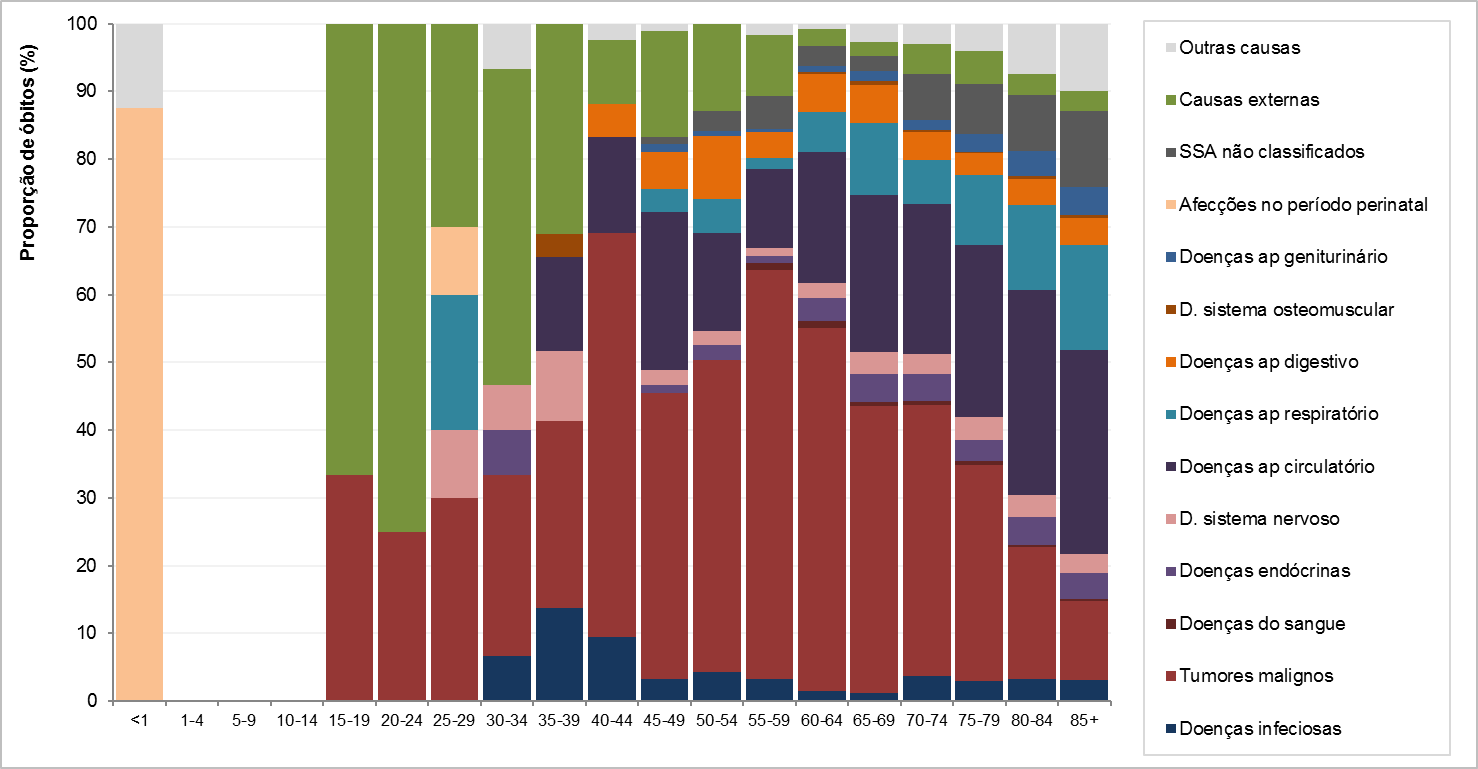 Proporção de óbitos (%)
100
90
80
70
60
50
40
30
20
10
0
<1 1-4 5-9 10-14 15-19 20-24 25-29 30-34 35-39 40-44 45-49 50-54 55-59 60-64 65-69 70-74 75-79 80-84 85+
Outras causas
Causas externas
SSA não classificados
Afecções no período perinatal
Doenças ap geniturinário
D. sistema osteomuscular
Doenças ap digestivo
Doenças ap respiratório
Doenças ap circulatório
D. sistema nervoso
Doenças endócrinas
Doenças do sangue
Tumores malignos
Doenças infeciosas